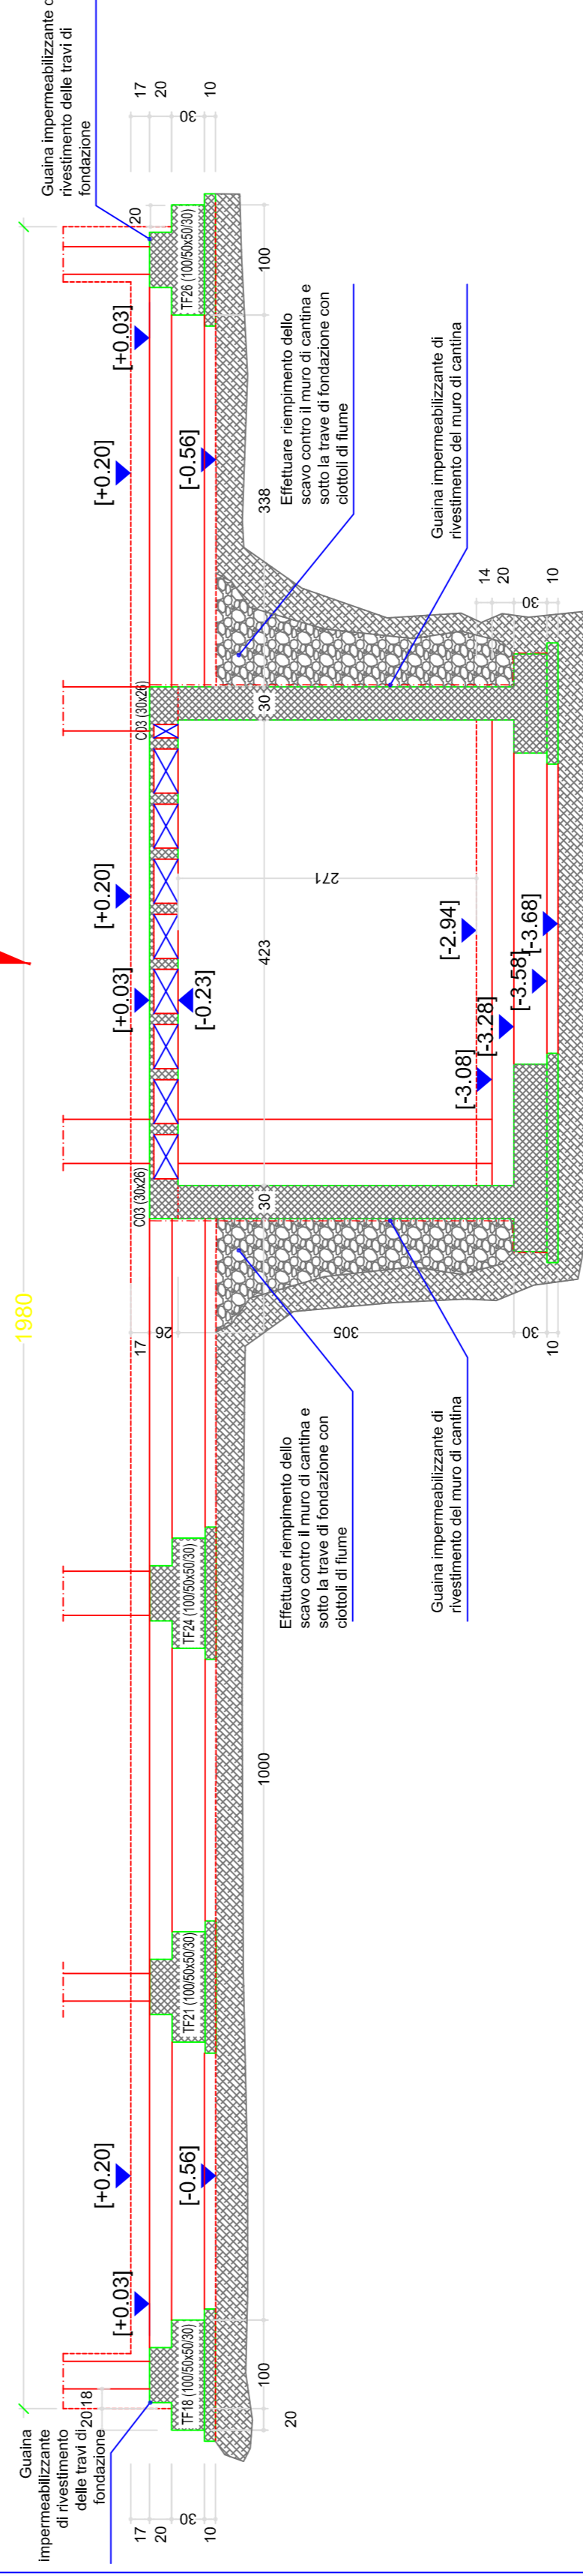 1980
Guaina
impermeabilizzante
di rivestimento
delle travi di
fondazione
20
18
17
20
30
10
TF18 (100/50x50/30)
100
20
[+0.03]
[+0.20]
[-0.56]
TF21 (100/50x50/30)
1000
TF24 (100/50x50/30)
Effettuare riempimento dello
scavo contro il muro di cantina e
sotto la trave di fondazione con
ciottoli di fiume
Guaina impermeabilizzante di
rivestimento del muro di cantina
17
26
305
30
10
C03 (30x26)
30
[+0.03]
[+0.20]
[-0.23]
423
271
[-2.94]
[-3.08]
[-3.28]
[-3.58]
[-3.68]
C03 (30x26)
30
14
20
30
10
Effettuare riempimento dello
scavo contro il muro di cantina e
sotto la trave di fondazione con
ciottoli di fiume
Guaina impermeabilizzante di
rivestimento del muro di cantina
338
[+0.20]
[-0.56]
[+0.03]
TF26 (100/50x50/30)
100
20
17
20
30
10
Guaina impermeabilizzante
rivestimento delle travi di
fondazione